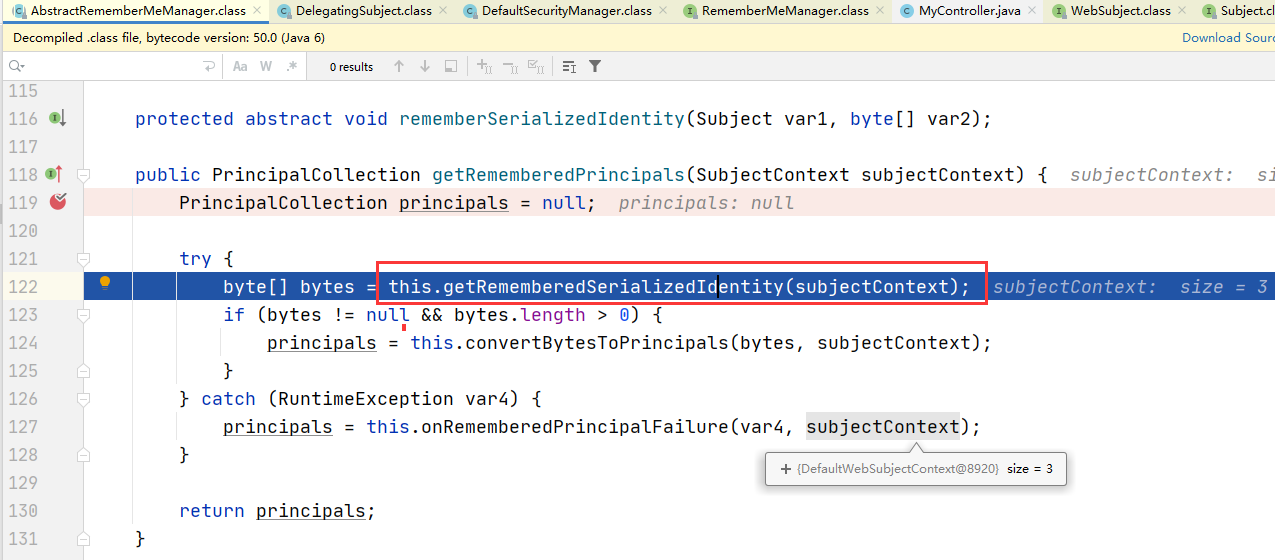 AbstractRememberMeManager.class DelegatingSubject.class DefaultSecurityManager.class RememberMeManager.class MyController.java WebSubject.class Subject.cl
Decompiled .class file, bytecode version: 50.0 (Java 6) Download Sourc
Aa W .* 0 results
115
116 protected abstract void rememberSerializedIdentity(Subject var1, byte[] var2);
117
118 public PrincipalCollection getRememberedPrincipals(SubjectContext subjectContext) { subjectContext: si
119 PrincipalCollection principals = null; principals: null
120
121 try {
122 byte[] bytes = this.getRememberedSerializedIdentity(subjectContext); subjectContext: size = 3
123 if (bytes != null && bytes.length > 0) {
124 principals = this.convertBytesToPrincipals(bytes, subjectContext);
125 }
126 } catch (RuntimeException var4) {
127 principals = this.onRememberedPrincipalFailure(var4, subjectContext);
128 }
+ {DefaultWebSubjectContext@8920} size = 3
129
130 return principals;
131 }